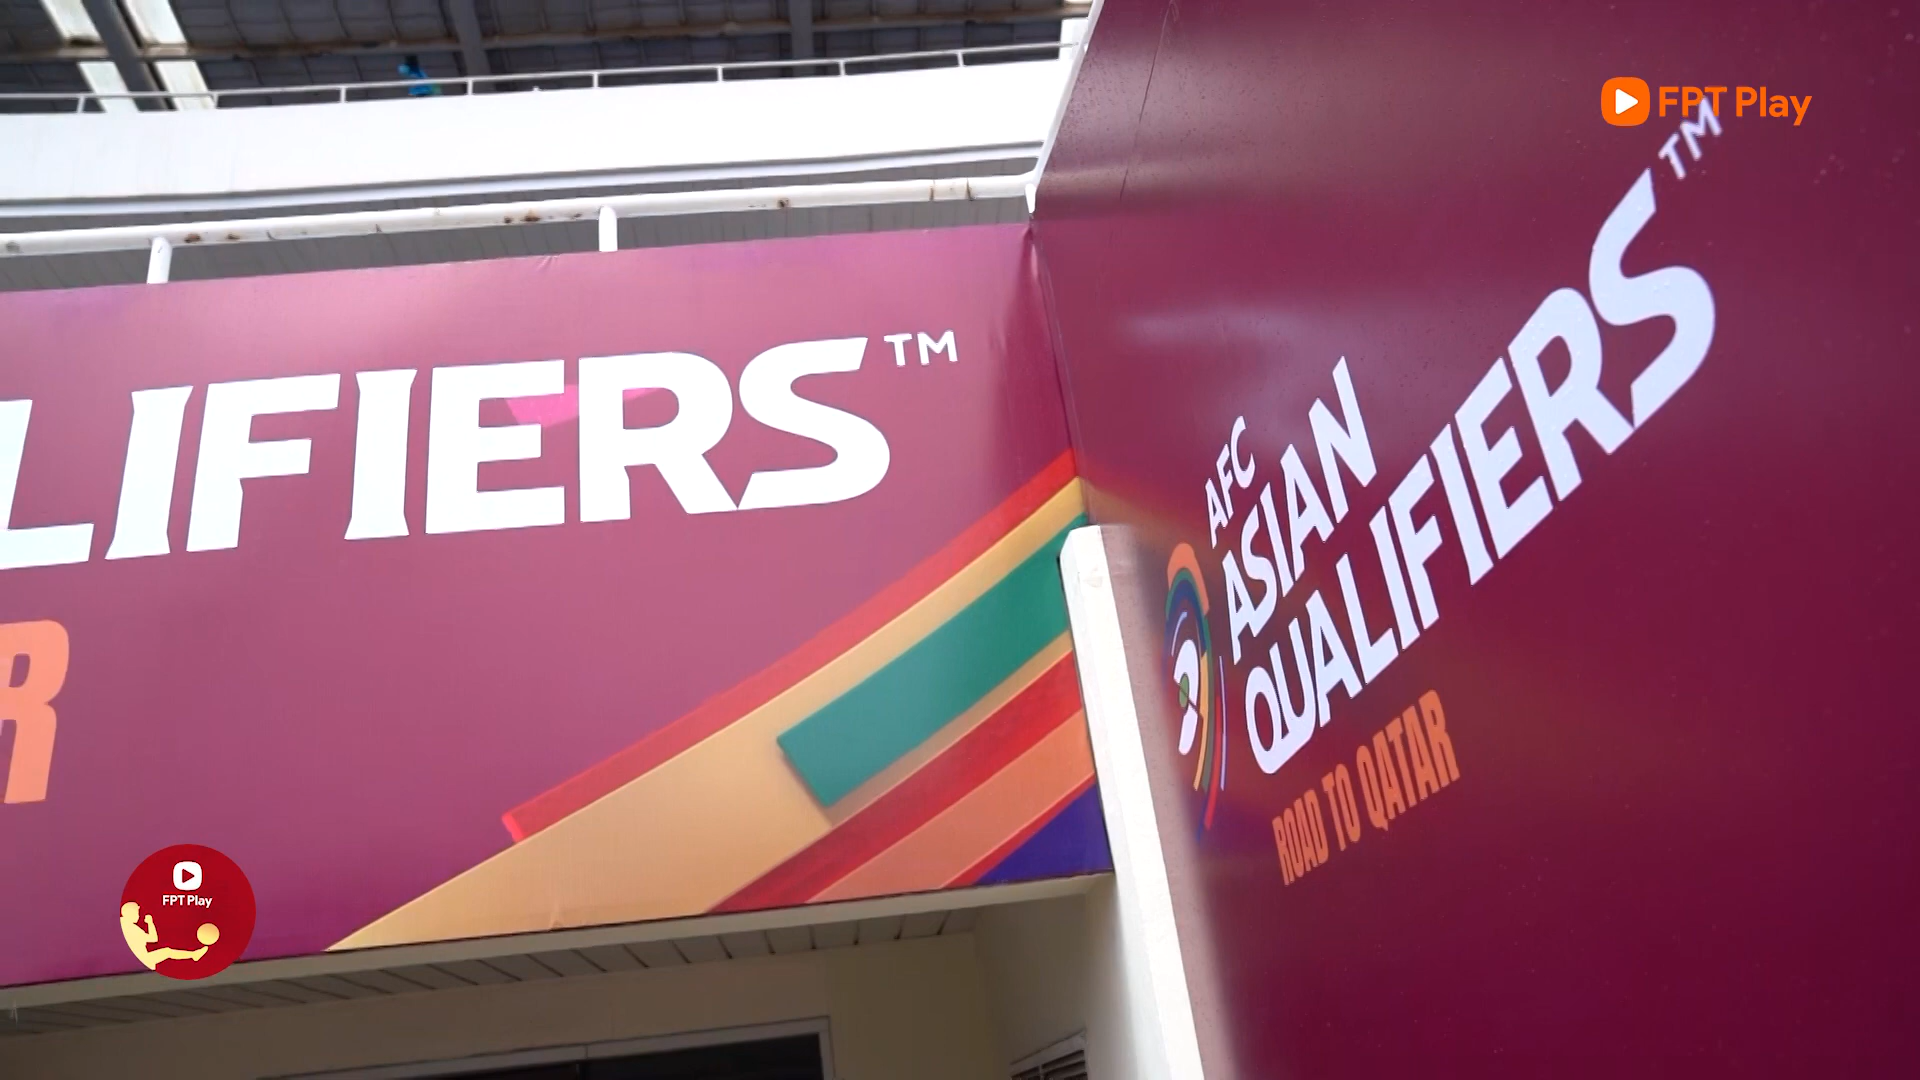 FPT Play
LIFIERS™
R
AFC
ASIAN
QUALIFIERS™
ROAD TO QATAR
FPT Play